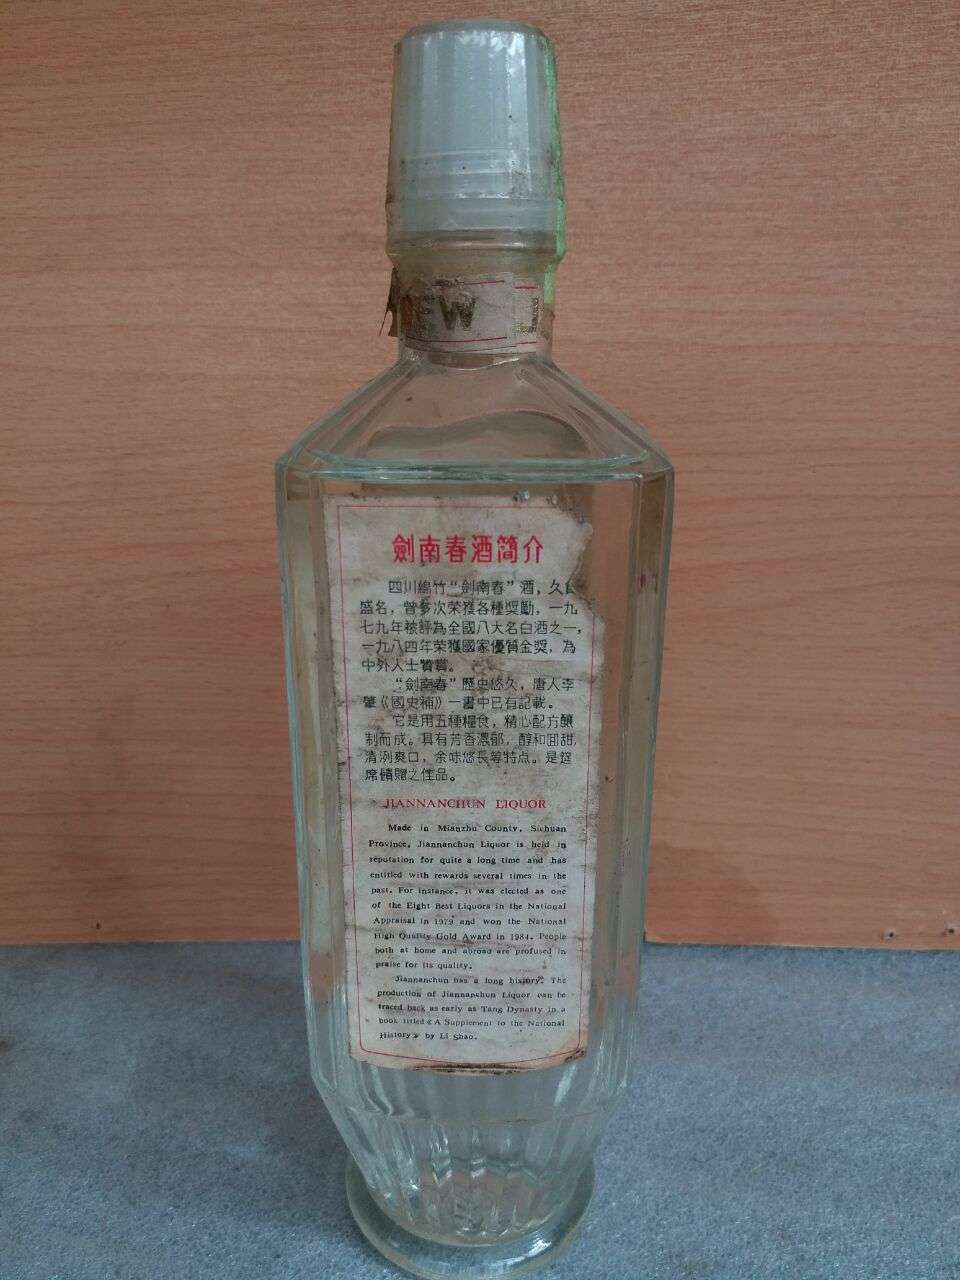 EW
劍南春酒簡介
四川綿竹“劍南春”酒，久
盛名，曾多次荣獲各種獎勵，一九
七九年被評為全國八大名白酒之一，
一九八四年荣獲國家優質金獎，為
中外人士贊賞。
“劍南春”歷史悠久，唐人李
肇《國史補》一書中已有記載。
它是用五種糧食，精心配方釀
制而成。具有芳香濃郁，醇和回甜，
清洌爽口，余味悠長等特点。是筵
席饋贈之佳品。
JIANNANCHUN LIQUOR
Made in Mianzhu County, Sichuan
Province, Jiannanchun Liquor is held in
reputation for quite a long time and has
entitled with rewards several times in the
past. For instance, it was elected as one
of the Eight Best Liquors in the National
Appraisal in 1979 and won the National
High Quality Gold Award in 1984. People
both at home and abroad are profused in
praise for its quality.
Jiannanchun has a long history. The
production of Jiannanchun Liquor can be
traced back as early as Tang Dynasty in a
book titled《A Supplement to the National
History》by Li Shao.